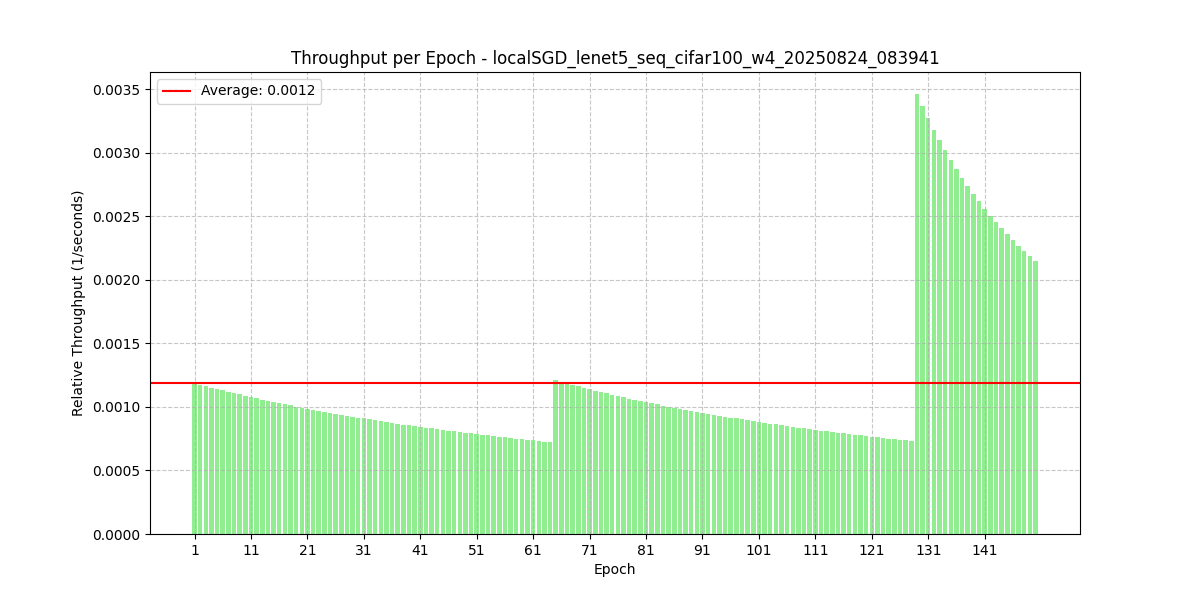 Throughput per Epoch - localSGD_lenet5_seq_cifar100_w4_20250824_083941
Average: 0.0012
Relative Throughput (1/seconds)
0.0035
0.0030
0.0025
0.0020
0.0015
0.0010
0.0005
0.0000
1 11 21 31 41 51 61 71 81 91 101 111 121 131 141
Epoch